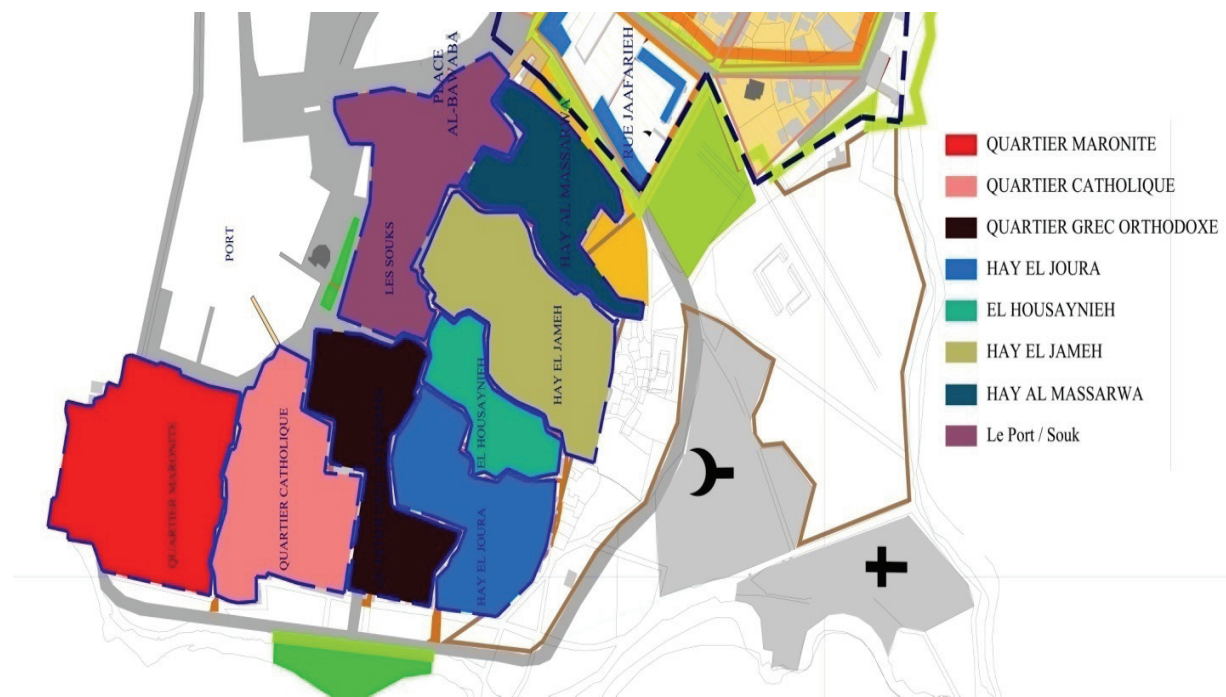 PLACE
AL-BAWABA
RUE JAAFARIEH
HAY AL MASSARWA
PORT
LES SOUKS
HAY EL JAMEH
EL HOUSAYNIEH
QUARTIER MARONITE
QUARTIER CATHOLIQUE
HAY EL JOURA
QUARTIER MARONITE
QUARTIER CATHOLIQUE
QUARTIER GREC ORTHODOXE
HAY EL JOURA
EL HOUSAYNIEH
HAY EL JAMEH
HAY AL MASSARWA
Le Port / Souk